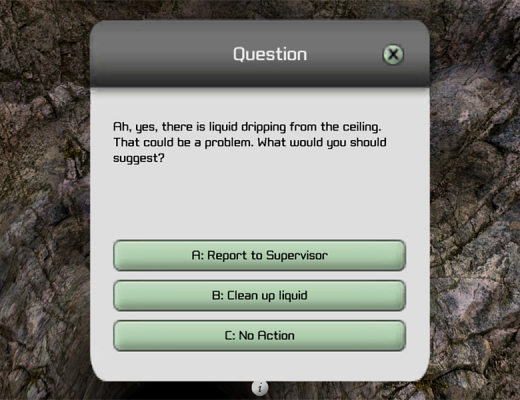 Question
X
Ah, yes, there is liquid dripping from the ceiling.
That could be a problem. What would you should
suggest?
A: Report to Supervisor
B: Clean up liquid
C: No Action
i